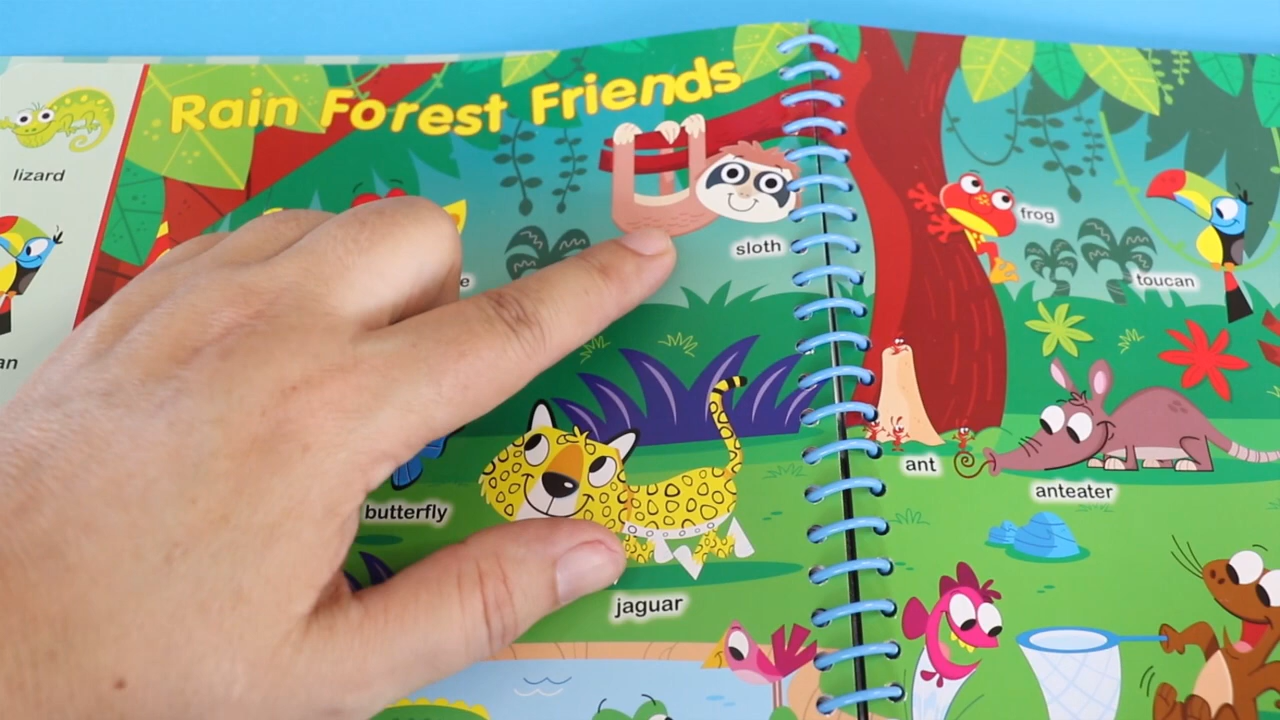 Rain Forest Friends
lizard
sloth
frog
toucan
ant
anteater
butterfly
jaguar